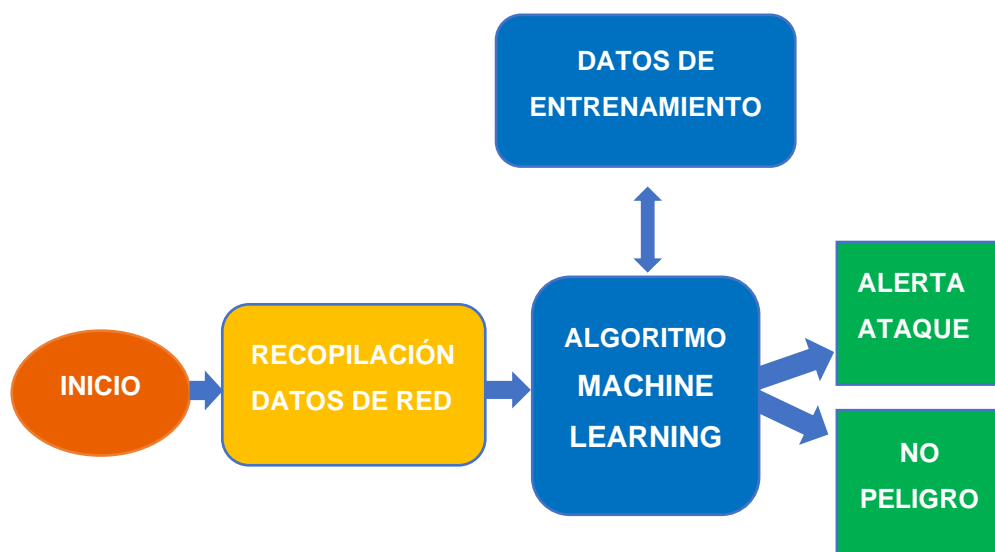 DATOS DE
ENTRENAMIENTO
INICIO
RECOPILACIÓN
DATOS DE RED
ALGORITMO
MACHINE
LEARNING
ALERTA
ATAQUE
NO
PELIGRO